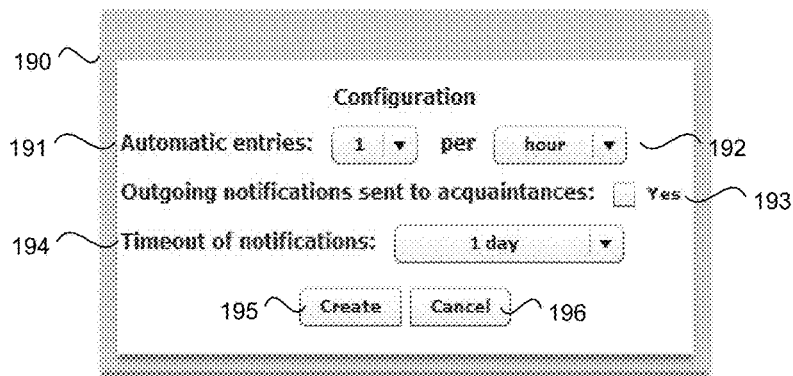 190
Configuration
191 Automatic entries: 1 per hour 192
Outgoing notifications sent to acquaintances: Yes 193
194 Timeout of notifications: 1 day
195 Create Cancel 196